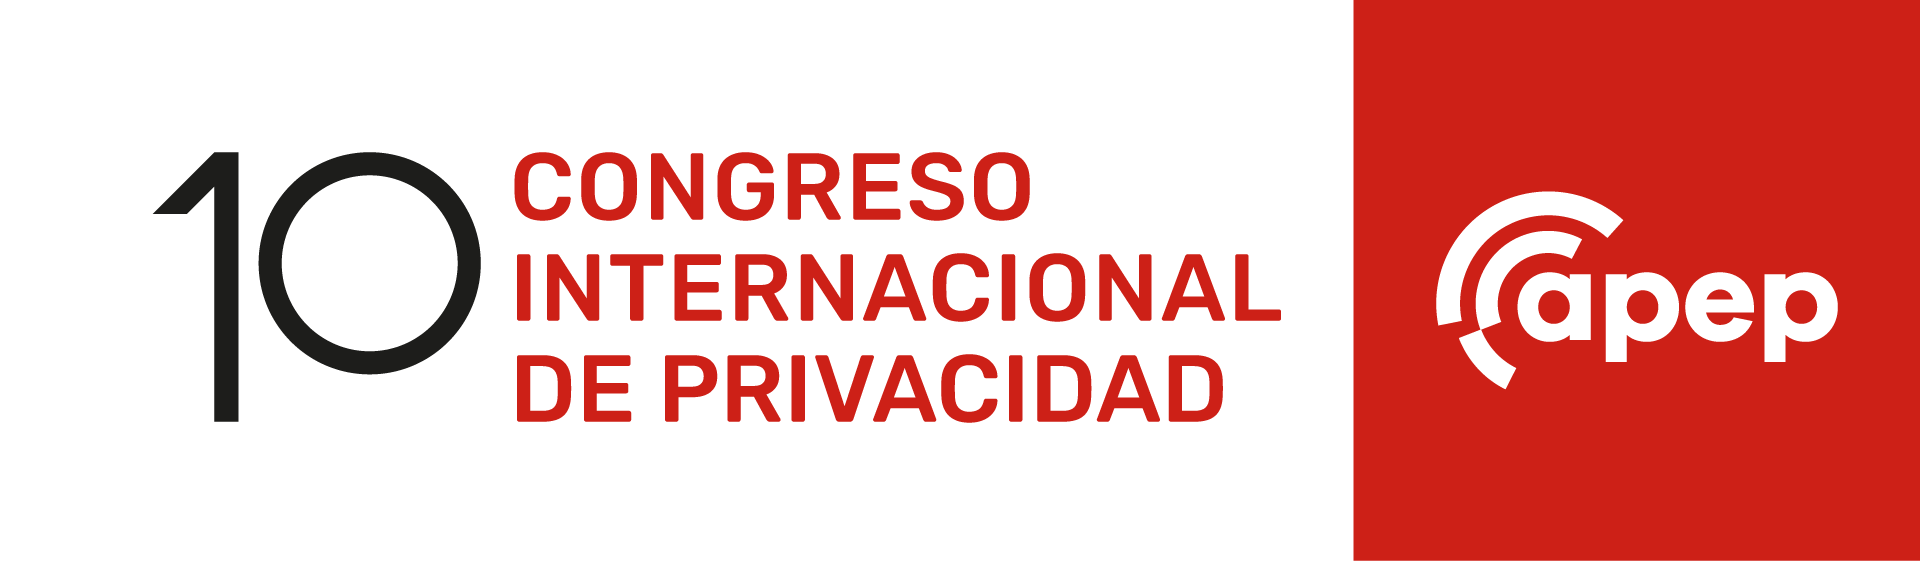 10
CONGRESO
INTERNACIONAL
DE PRIVACIDAD
apep